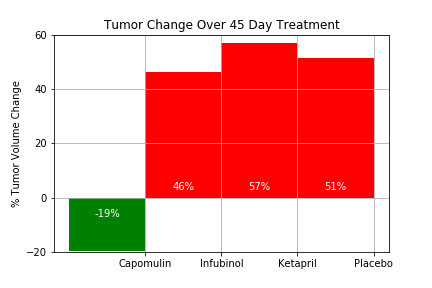 Tumor Change Over 45 Day Treatment
60
40
20
0
−20
% Tumor Volume Change
-19%
46%
57%
51%
Capomulin
Infubinol
Ketapril
Placebo